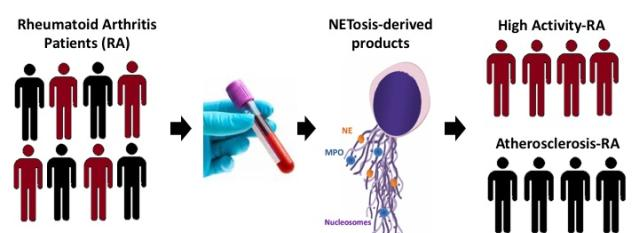 Rheumatoid Arthritis
Patients (RA)
NETosis-derived
products
NE
MPO
Nucleosomes
High Activity-RA
Atherosclerosis-RA